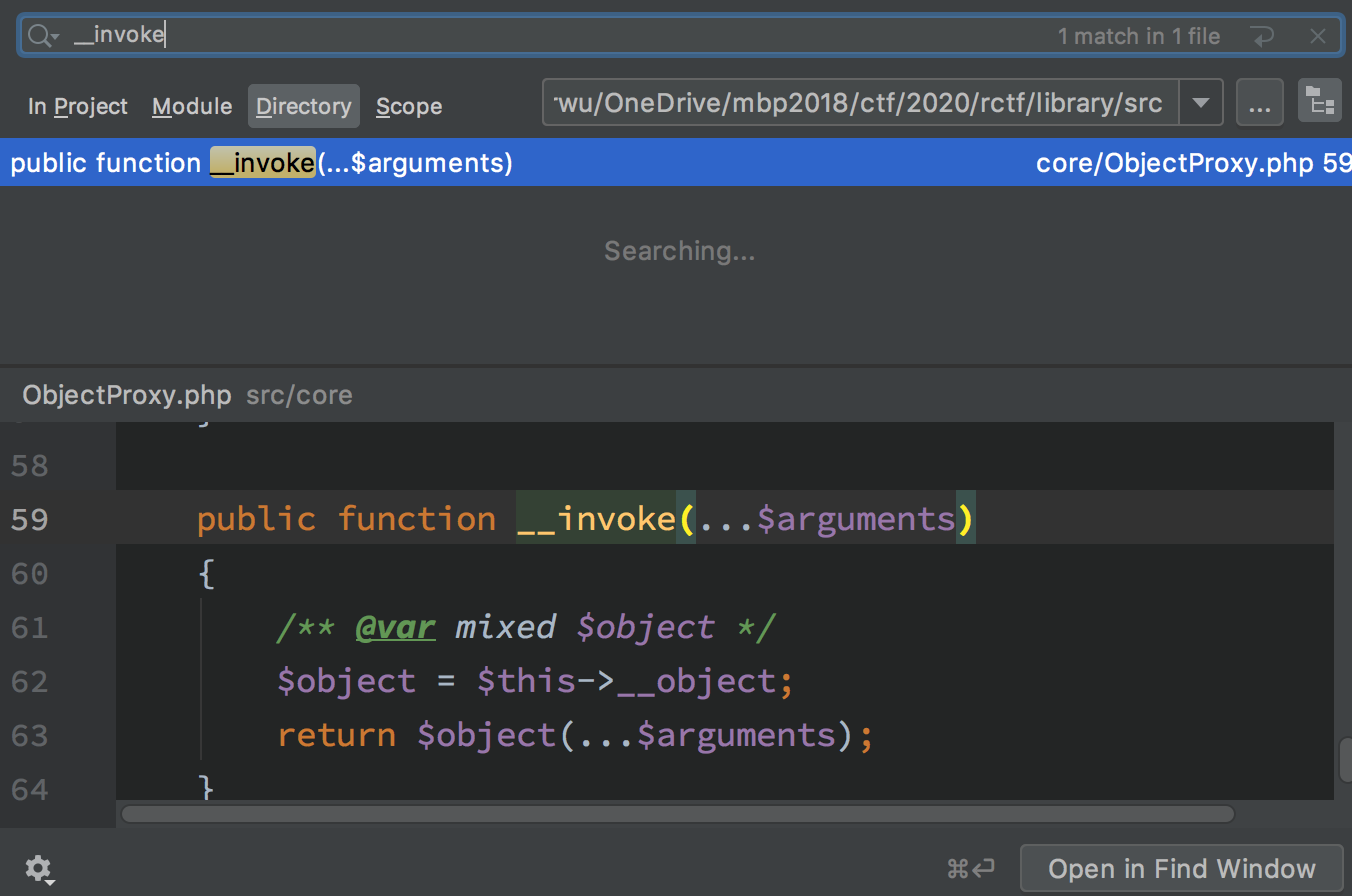 __invoke
1 match in 1 file
In Project Module Directory Scope
wu/OneDrive/mbp2018/ctf/2020/rctf/library/src
...
public function __invoke(...$arguments) core/ObjectProxy.php 59
Searching...
ObjectProxy.php src/core
}
58
59 public function __invoke(...$arguments)
60 {
61 /** @var mixed $object */
62 $object = $this->__object;
63 return $object(...$arguments);
64 }
⌘↩ Open in Find Window